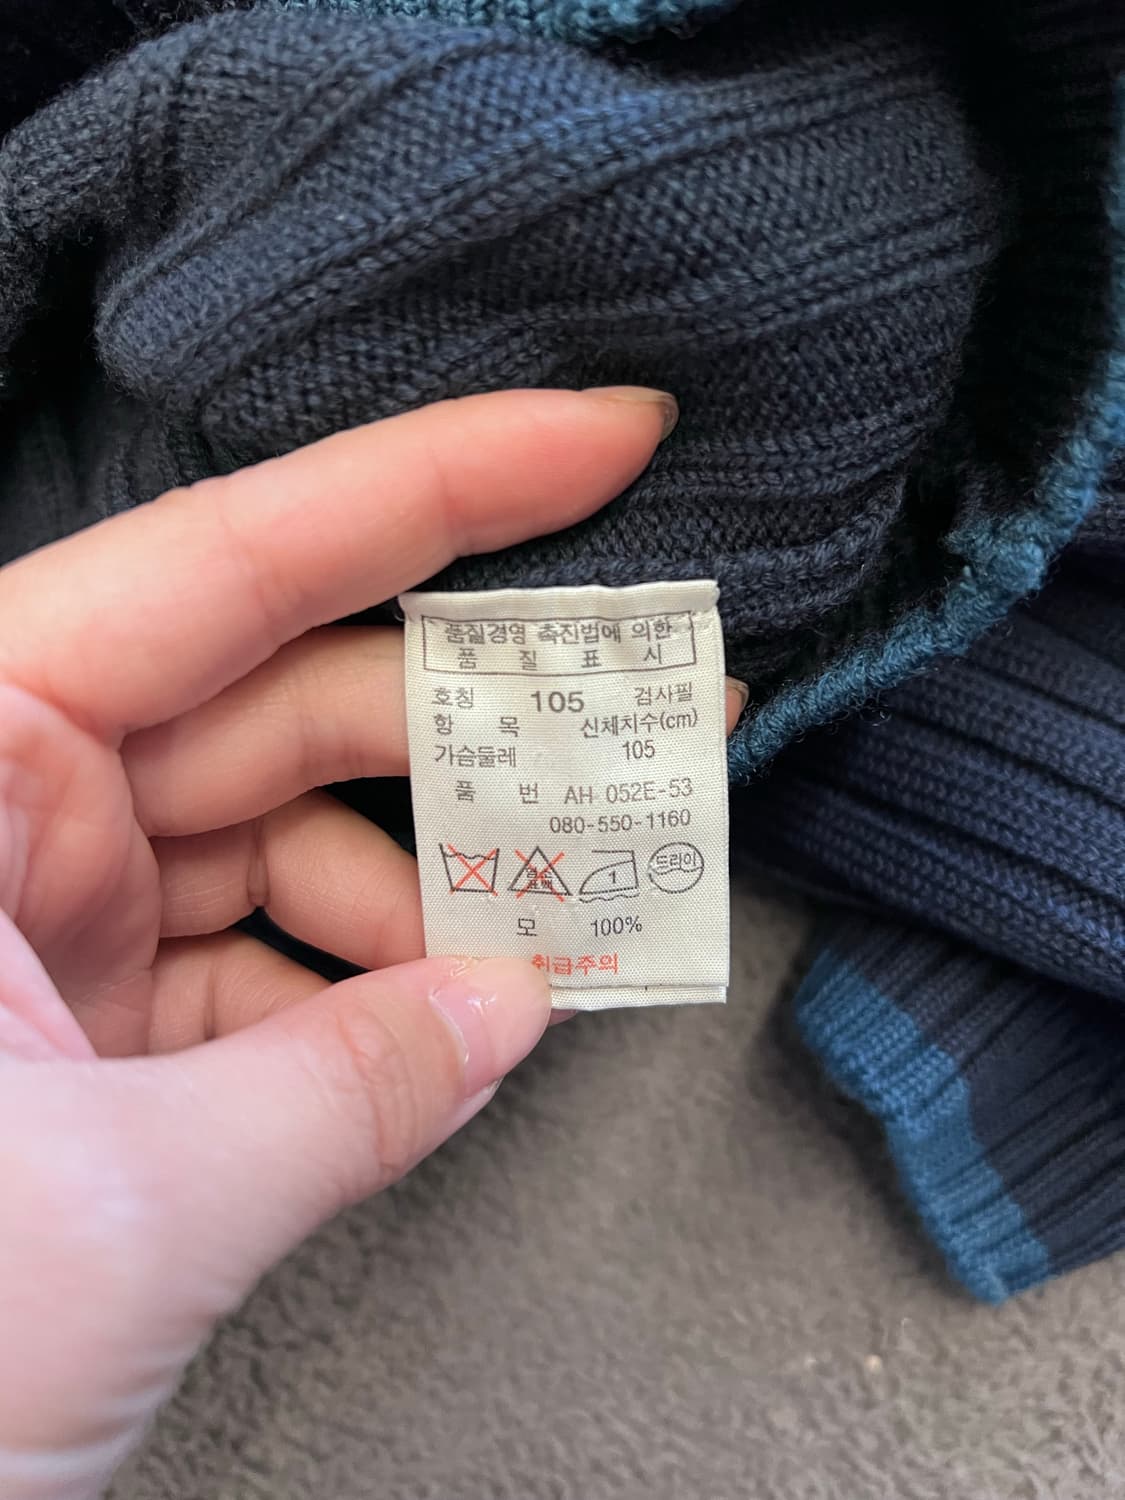 품질경영 촉진법에 의한
품 질 표 시
호칭 105 검사필
항 목 신체치수(cm)
가슴둘레 105
품 번 AH 052E-53
080-550-1160
1 드라이
모 100%
취급주의